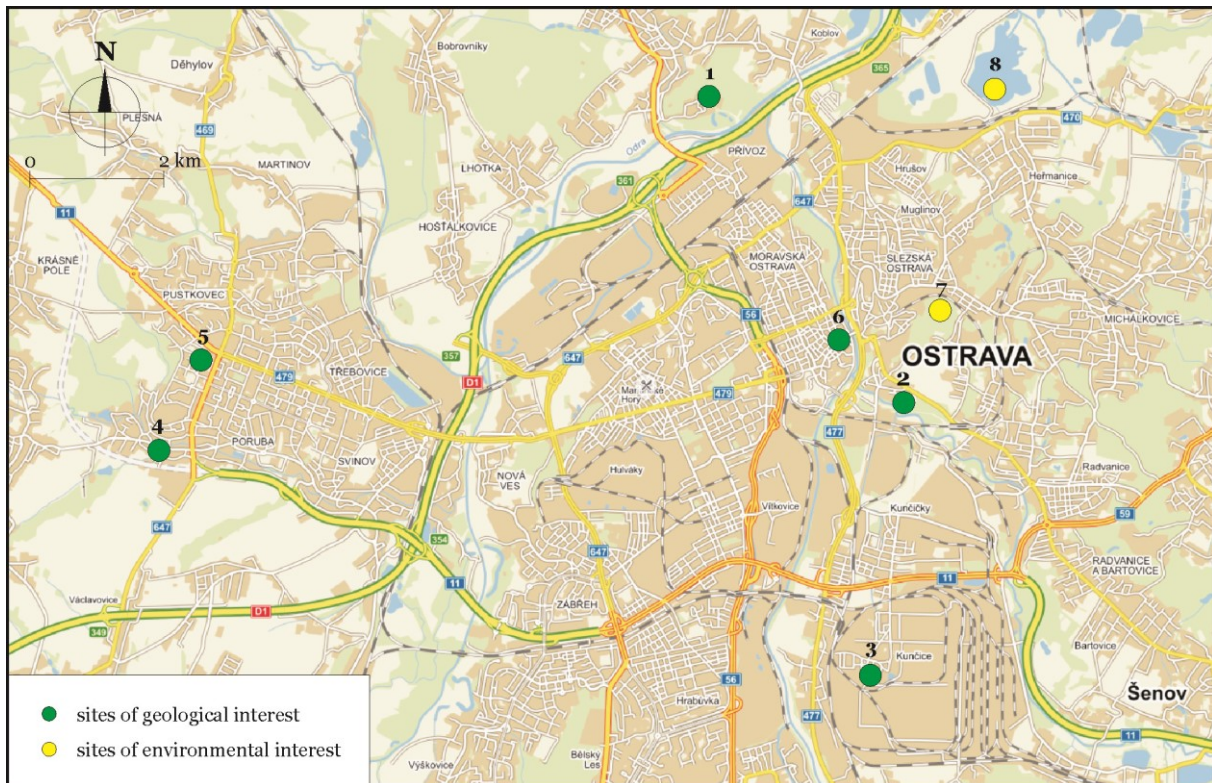 Koblov
1
365
8
N
Děhylov
Bobrovníky
PLESNÁ
469
470
0 2 km
MARTINOV
LHOTKA
Odra
PŘÍVOZ
Hrušov
Heřmanice
361
11
647
Muglinov
HOŠŤÁLKOVICE
MORAVSKÁ
OSTRAVA
SLEZSKÁ
OSTRAVA
KRÁSNÉ
POLE
PUSTKOVEC
7
56
6
MICHÁLKOVICE
5
357
647
OSTRAVA
479
TŘEBOVICE
D1
479
2
4
PORUBA
477
SVINOV
NOVÁ
VES
Hulváky
Radvanice
Vítkovice
Kunčičky
59
647
354
647
RADVANICE
A BARTOVICE
11
11
Václavovice
ZÁBŘEH
D1
349
3
Kunčice
Bartovice
56
Hrabůvka
477
Šenov
11
Bělský
Les
Výškovice
sites of geological interest
sites of environmental interest